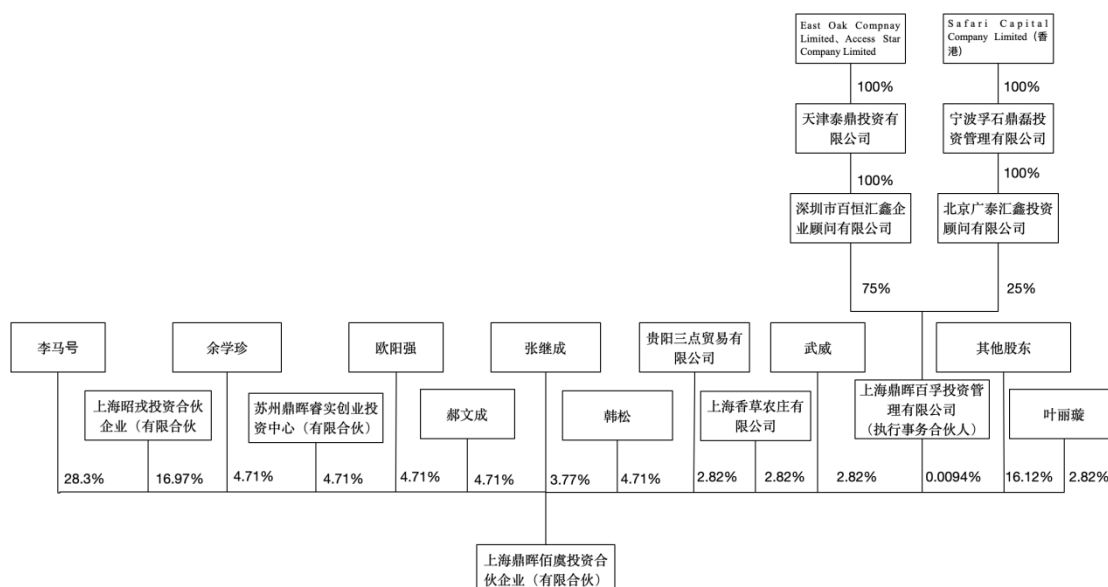 East Oak Compnay
Limited、Access Star
Company Limited
Safari Capital
Company Limited（香
港）
100%
100%
天津泰鼎投资有
限公司
宁波孚石鼎磊投
资管理有限公司
100%
100%
深圳市百恒汇鑫企
业顾问有限公司
北京广泰汇鑫投资
顾问有限公司
75%
25%
李马号
余学珍
欧阳强
张继成
贵阳三点贸易有
限公司
武威
其他股东
上海昭戎投资合伙
企业（有限合伙
苏州鼎晖睿实创业投
资中心（有限合伙）
郝文成
韩松
上海香草农庄有
限公司
上海鼎晖百孚投资管
理有限公司
（执行事务合伙人）
叶丽璇
28.3%
16.97%
4.71%
4.71%
4.71%
4.71%
3.77%
4.71%
2.82%
2.82%
2.82%
0.0094%
16.12%
2.82%
上海鼎晖佰虞投资合
伙企业（有限合伙）